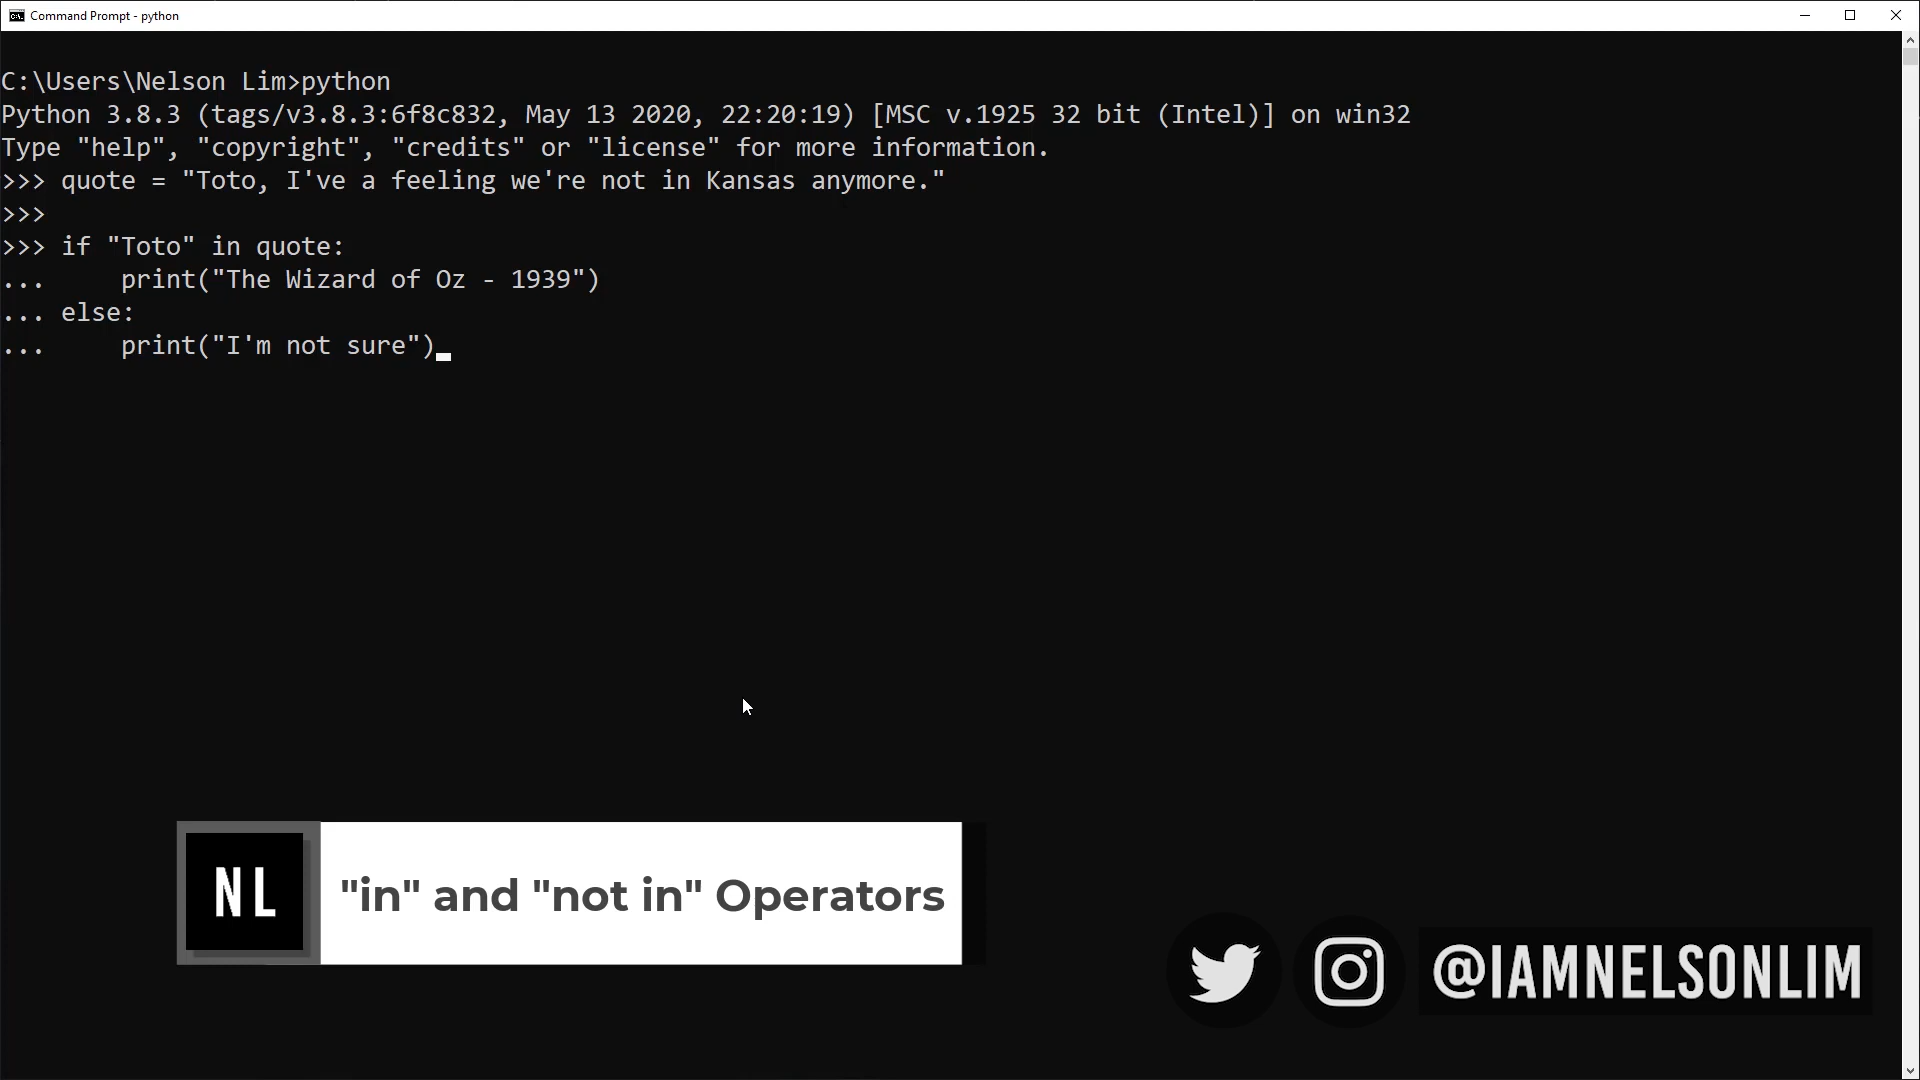 Command Prompt - python
C:\Users\Nelson Lim>python
Python 3.8.3 (tags/v3.8.3:6f8c832, May 13 2020, 22:20:19) [MSC v.1925 32 bit (Intel)] on win32
Type "help", "copyright", "credits" or "license" for more information.
>>> quote = "Toto, I've a feeling we're not in Kansas anymore."
>>>
>>> if "Toto" in quote:
...     print("The Wizard of Oz - 1939")
... else:
...     print("I'm not sure")
NL
"in" and "not in" Operators
@IAMNELSONLIM